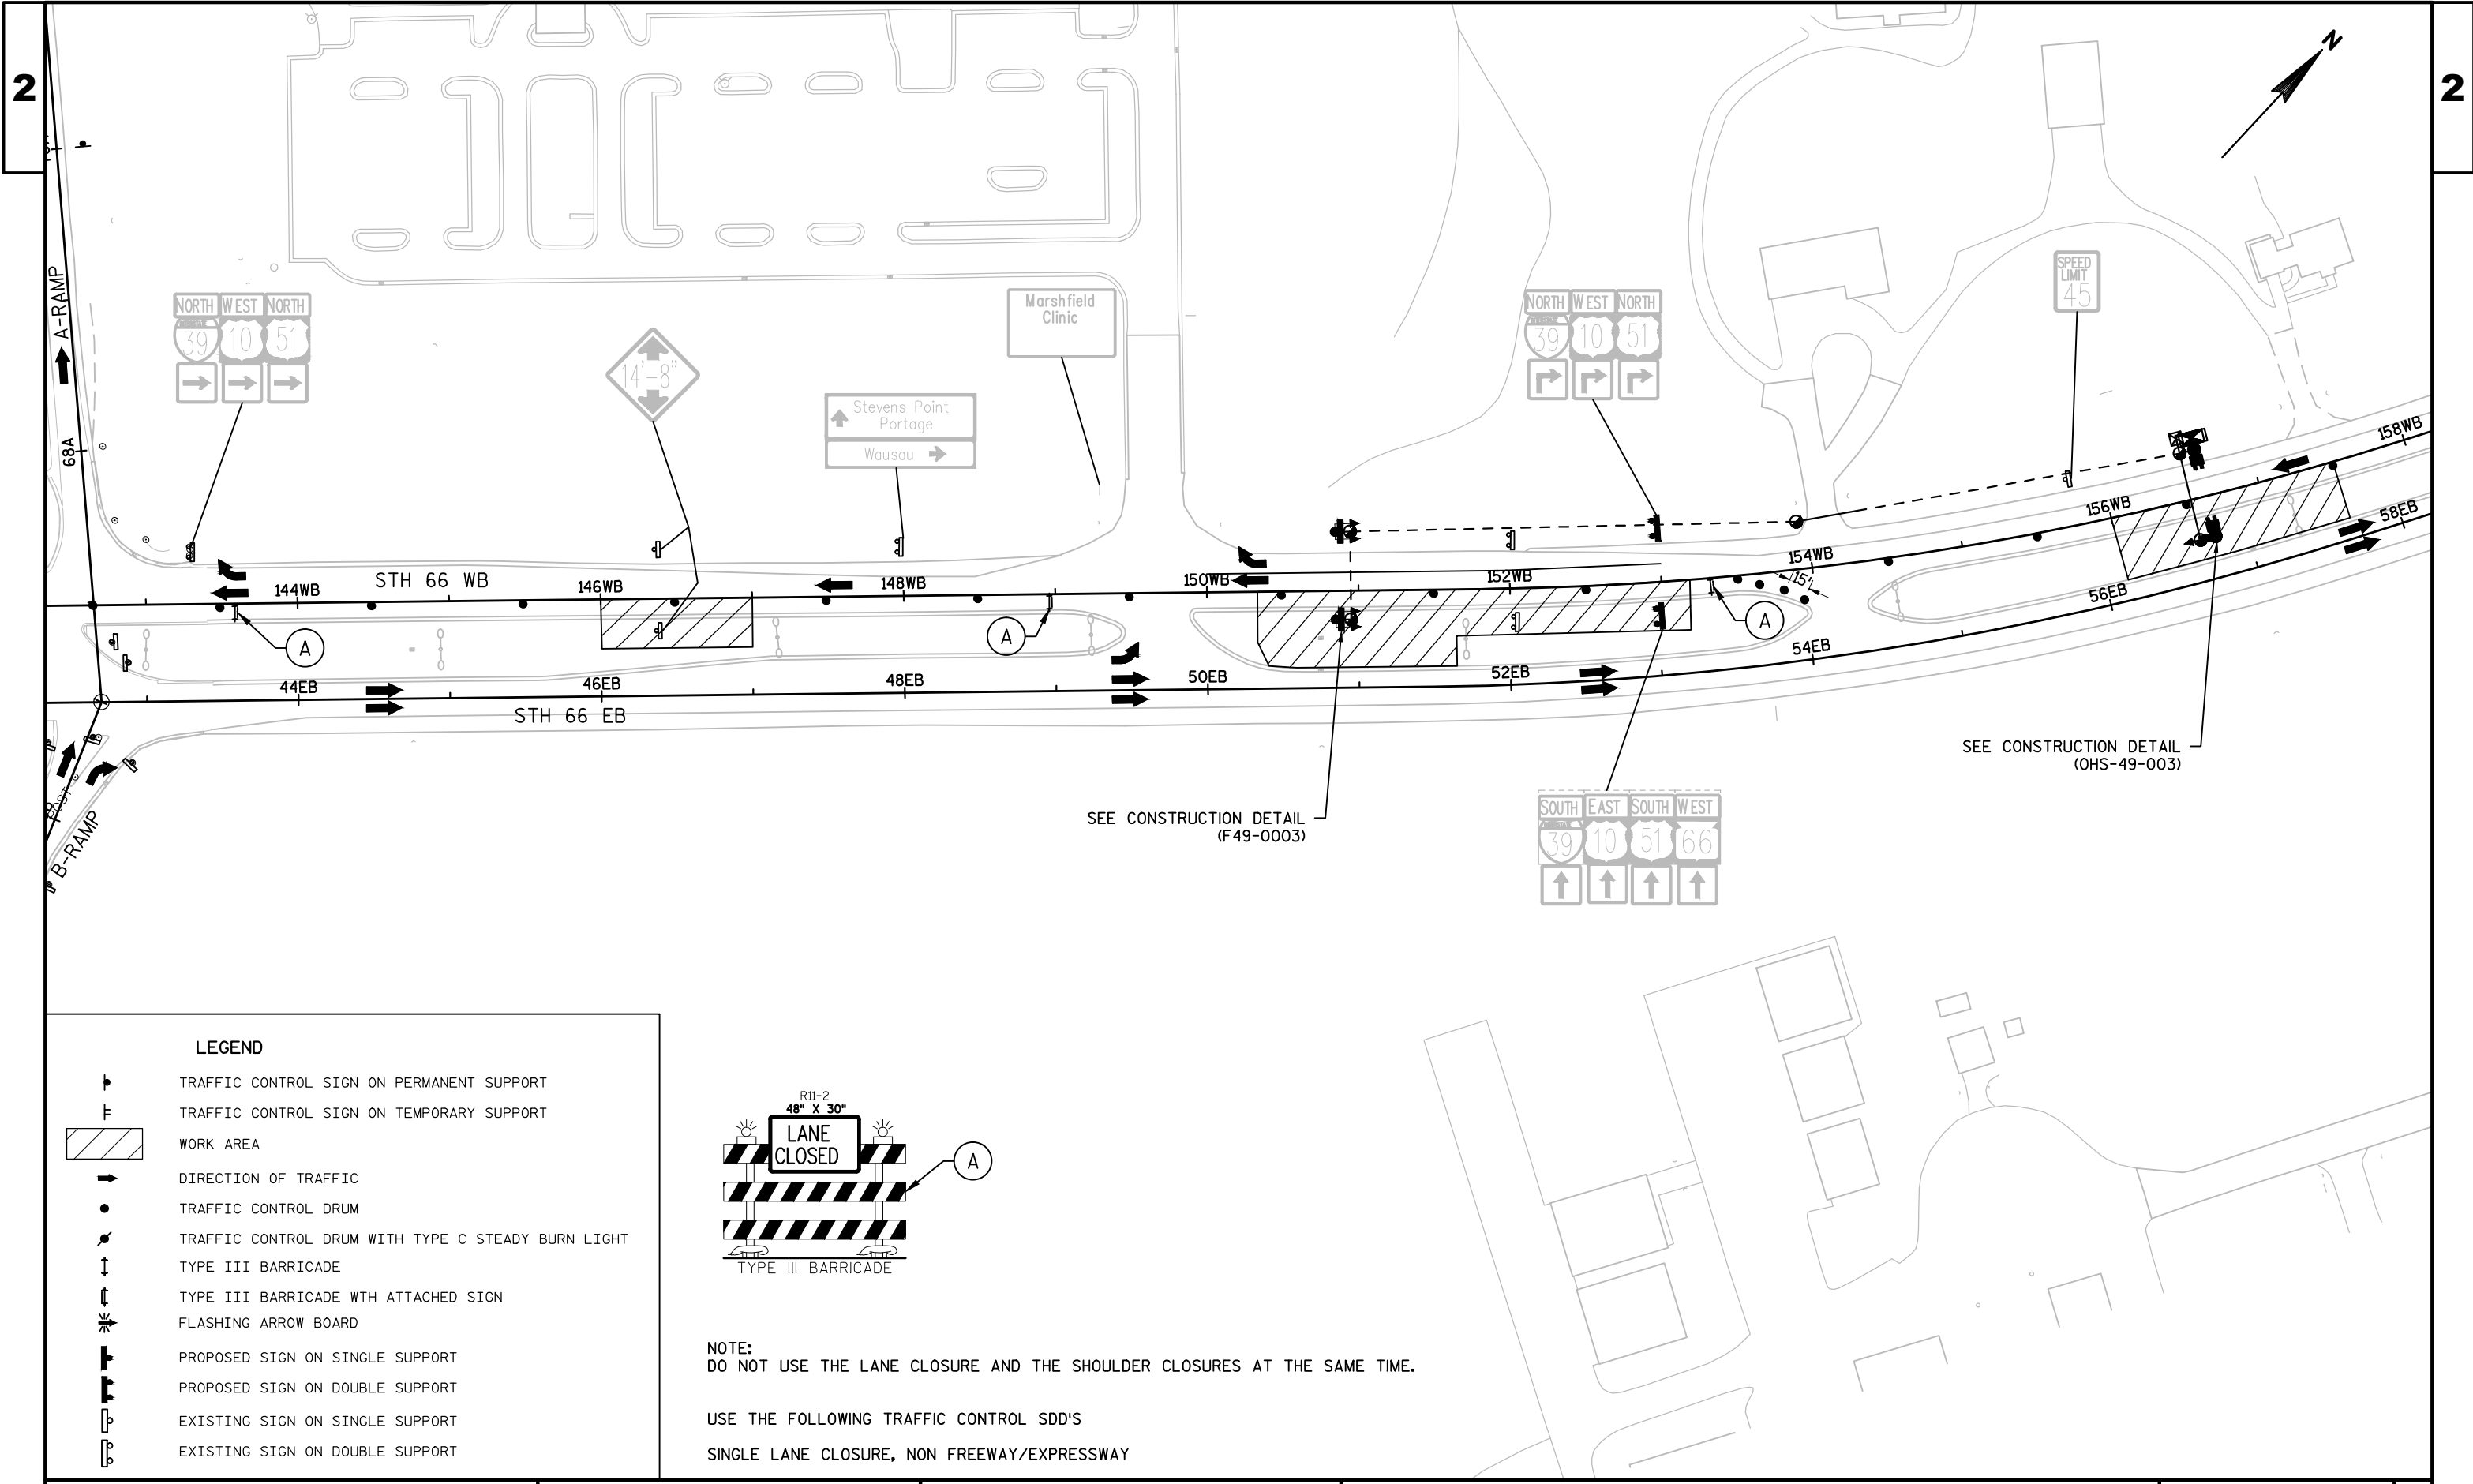 2
2
N
A-RAMP
68A
NORTH WEST NORTH
39 10 51
14'-8"
Stevens Point
Portage
Wausau
Marshfield
Clinic
NORTH WEST NORTH
39 10 51
SPEED
LIMIT
45
STH 66 WB
144WB
146WB
148WB
150WB
152WB
154WB
156WB
158WB
15'
A
A
A
44EB
46EB
48EB
50EB
52EB
54EB
56EB
58EB
STH 66 EB
B-RAMP
SEE CONSTRUCTION DETAIL
(F49-0003)
SEE CONSTRUCTION DETAIL
(OHS-49-003)
SOUTH EAST SOUTH WEST
39 10 51 66
LEGEND
TRAFFIC CONTROL SIGN ON PERMANENT SUPPORT
TRAFFIC CONTROL SIGN ON TEMPORARY SUPPORT
WORK AREA
DIRECTION OF TRAFFIC
TRAFFIC CONTROL DRUM
TRAFFIC CONTROL DRUM WITH TYPE C STEADY BURN LIGHT
TYPE III BARRICADE
TYPE III BARRICADE WTH ATTACHED SIGN
FLASHING ARROW BOARD
PROPOSED SIGN ON SINGLE SUPPORT
PROPOSED SIGN ON DOUBLE SUPPORT
EXISTING SIGN ON SINGLE SUPPORT
EXISTING SIGN ON DOUBLE SUPPORT
R11-2
48" X 30"
LANE
CLOSED
A
TYPE III BARRICADE
NOTE:
DO NOT USE THE LANE CLOSURE AND THE SHOULDER CLOSURES AT THE SAME TIME.
USE THE FOLLOWING TRAFFIC CONTROL SDD'S
SINGLE LANE CLOSURE, NON FREEWAY/EXPRESSWAY